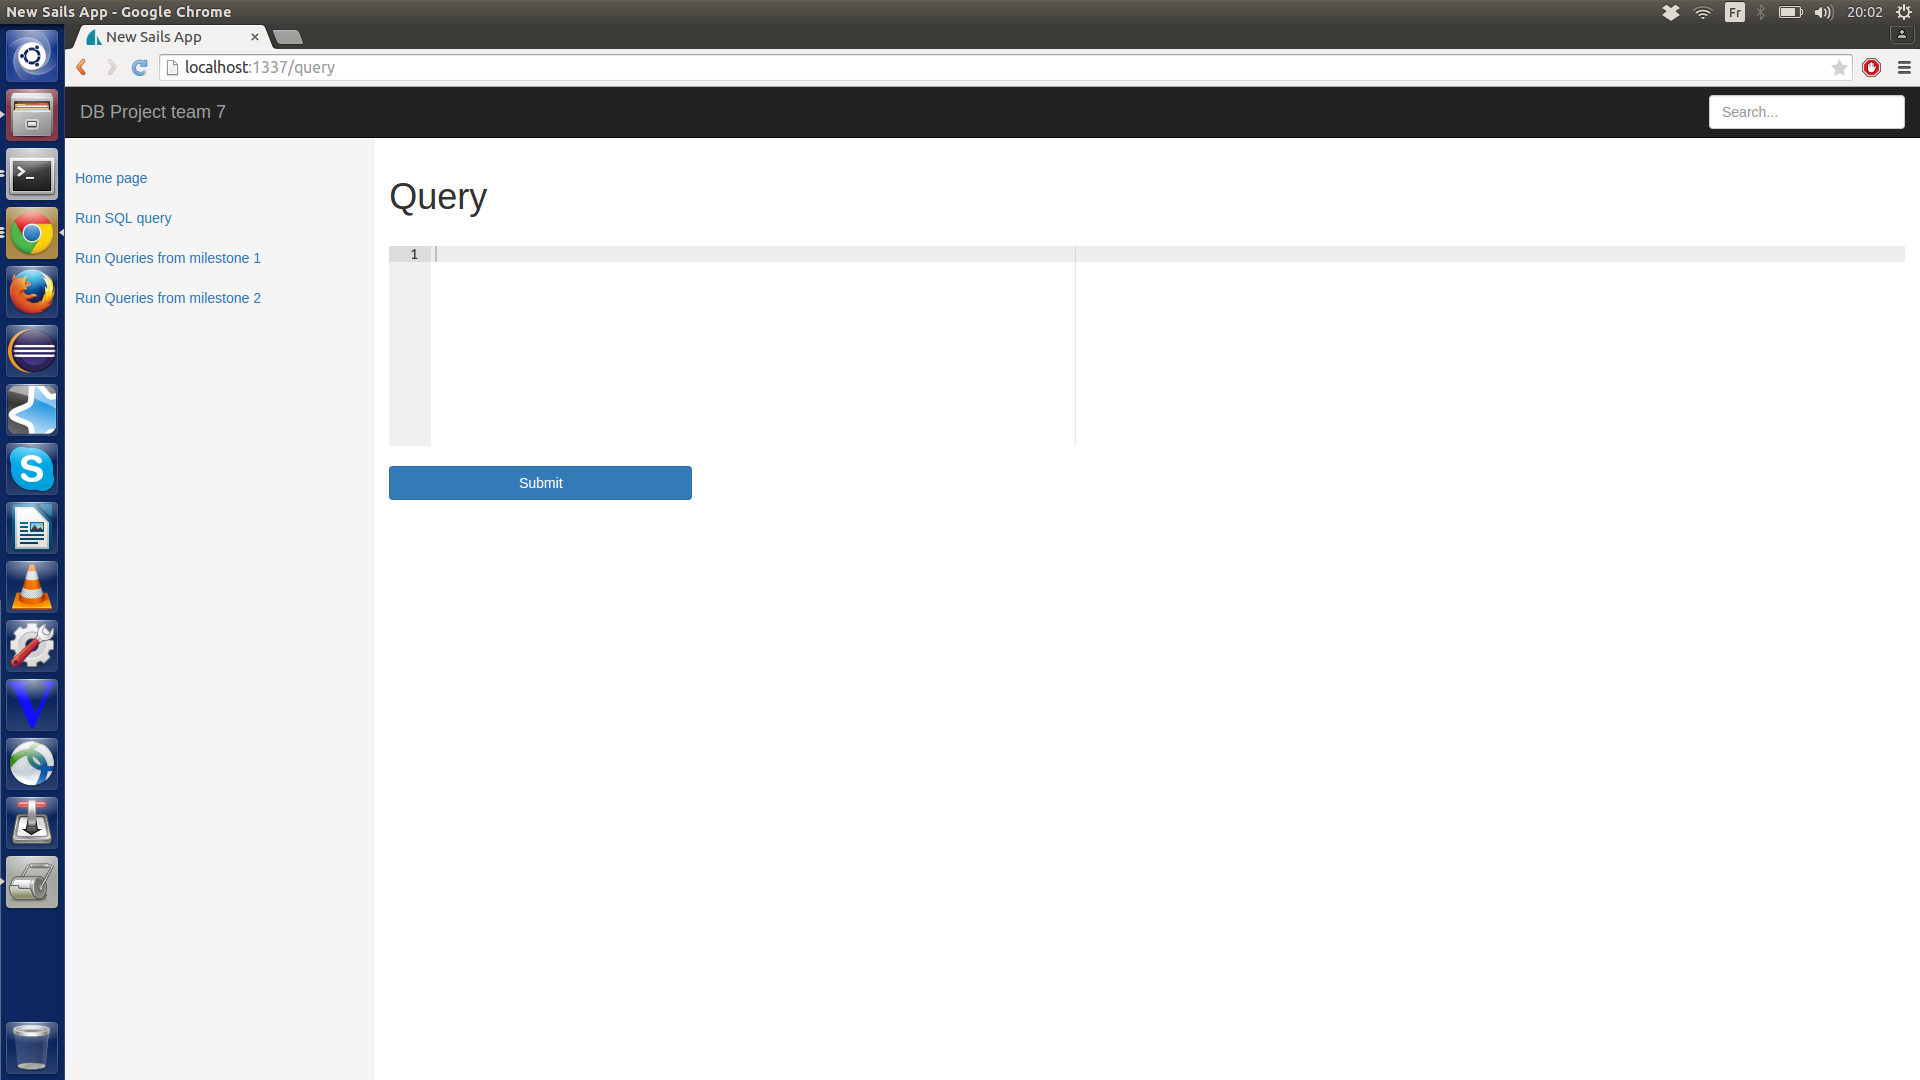 New Sails App - Google Chrome
Fr
20:02
New Sails App
localhost:1337/query
DB Project team 7
Search...
Home page
Run SQL query
Run Queries from milestone 1
Run Queries from milestone 2
Query
1
Submit